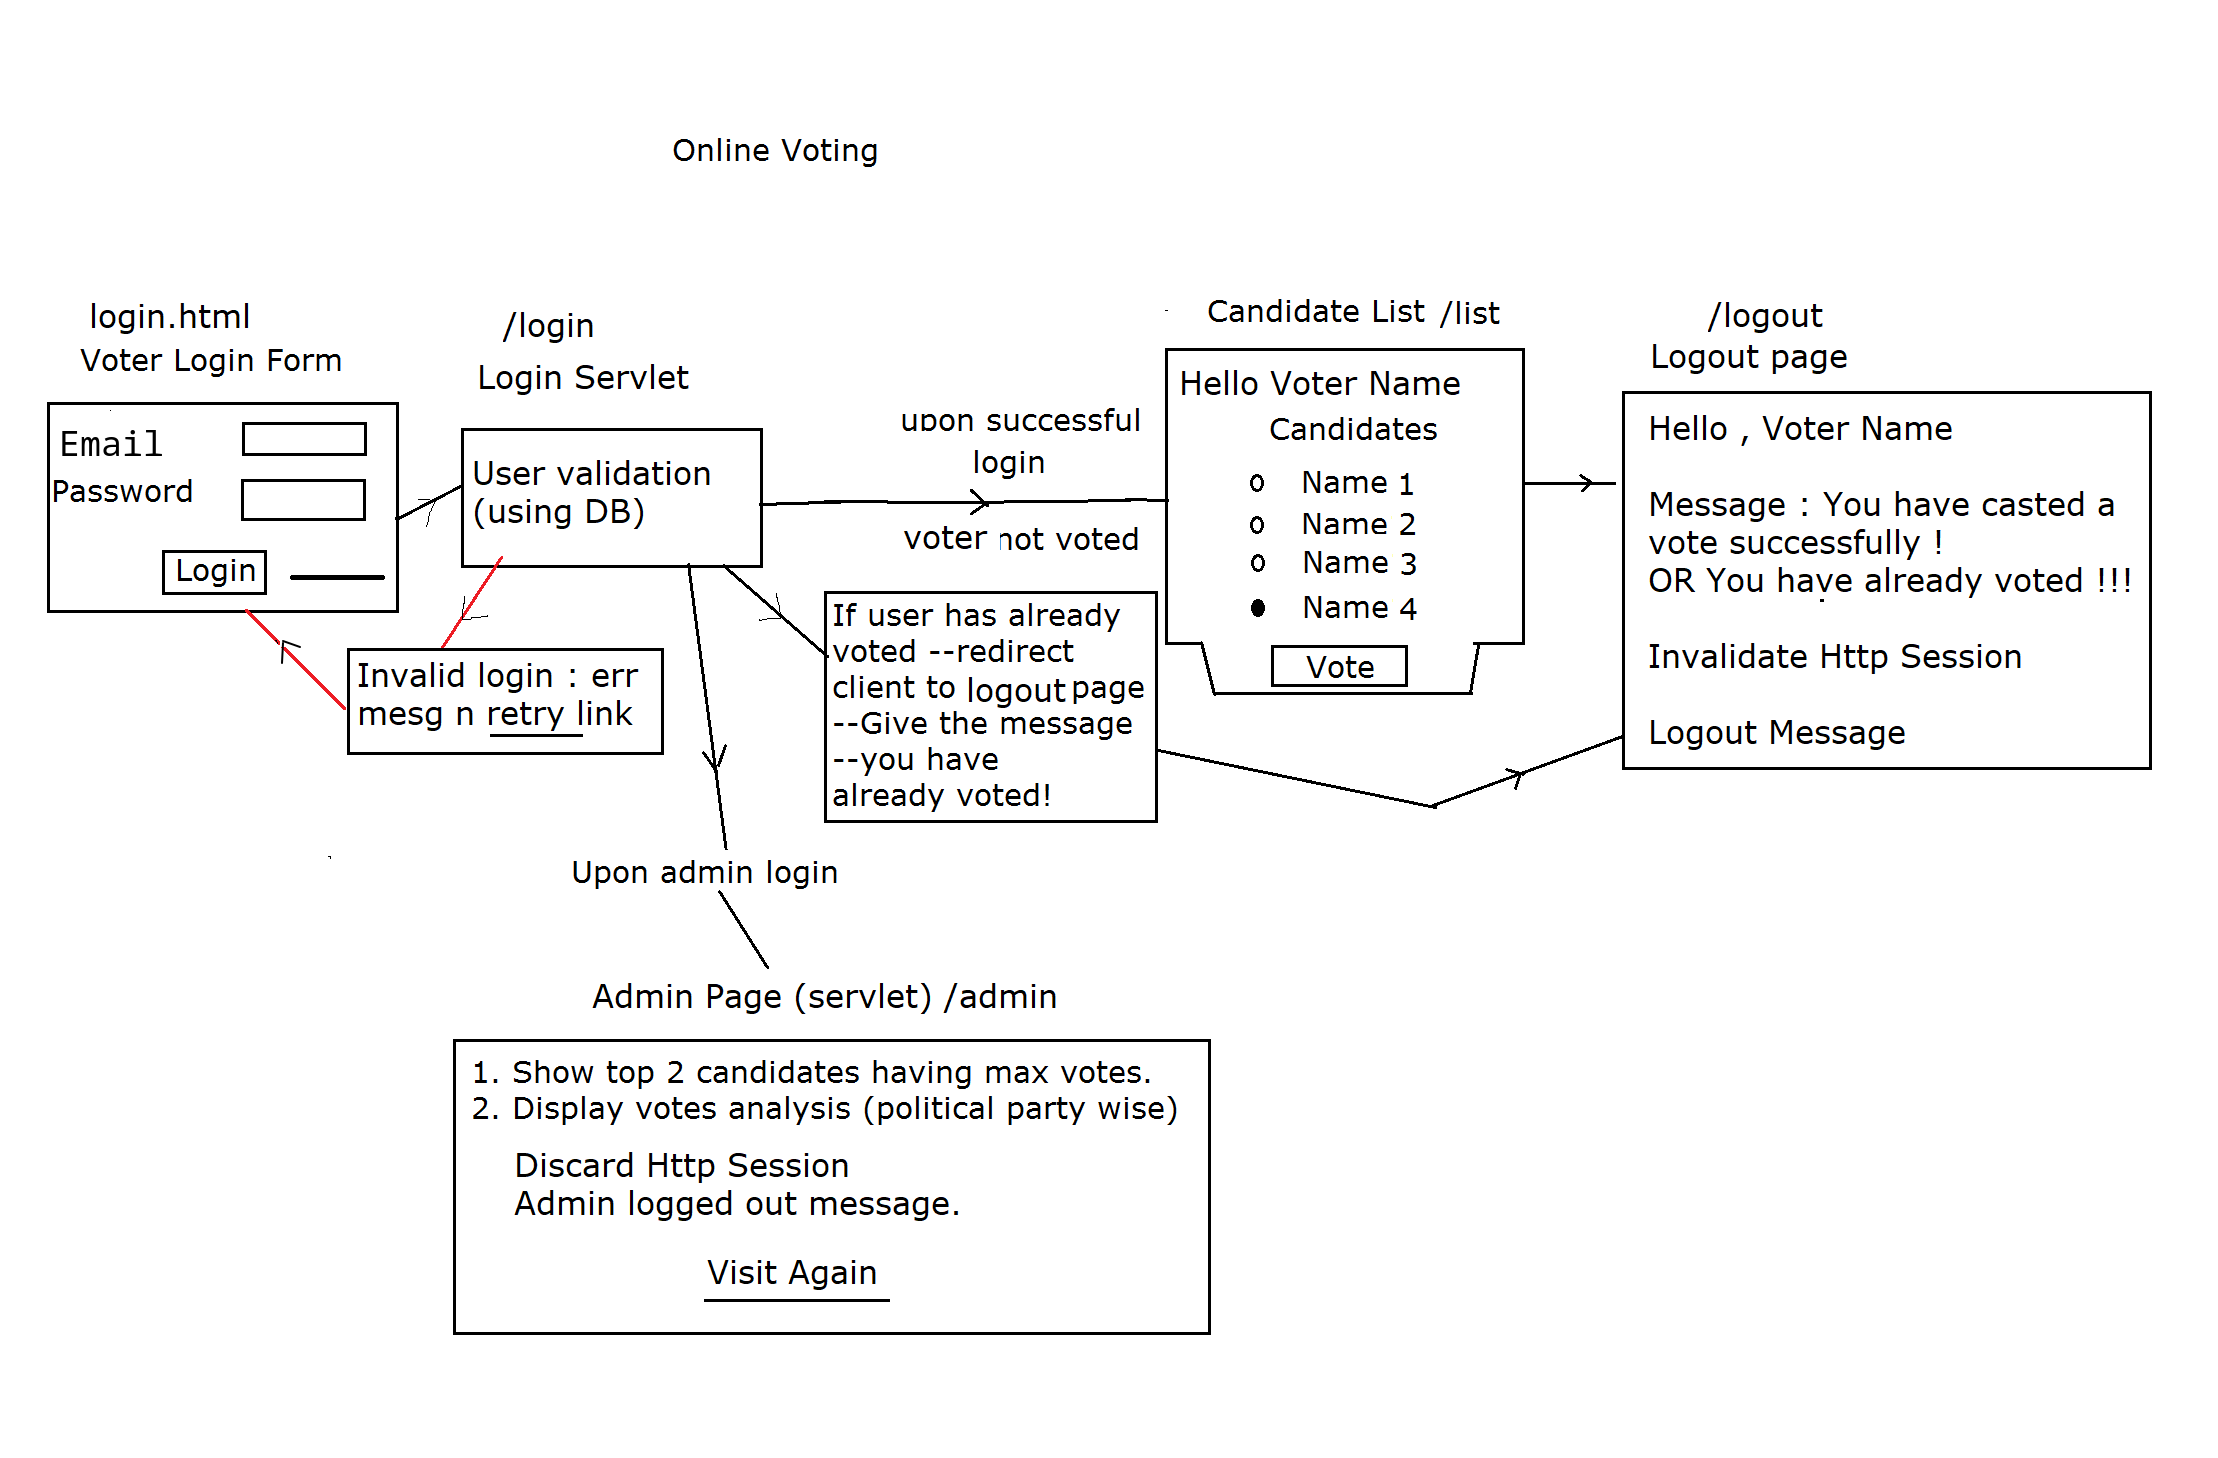 Online Voting
login.html
Voter Login Form
Email
Password
Login
/login
Login Servlet
User validation
(using DB)
Invalid login : err
mesg n retry link
upon successful
login
voter not voted
If user has already
voted --redirect
client to logout page
--Give the message
--you have
already voted!
Candidate List /list
Hello Voter Name
Candidates
Name 1
Name 2
Name 3
Name 4
Vote
/logout
Logout page
Hello , Voter Name
Message : You have casted a
vote successfully !
OR You have already voted !!!
Invalidate Http Session
Logout Message
Upon admin login
Admin Page (servlet) /admin
1. Show top 2 candidates having max votes.
2. Display votes analysis (political party wise)
Discard Http Session
Admin logged out message.
Visit Again